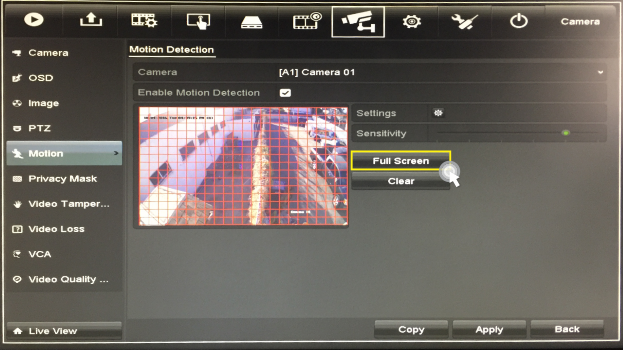 Camera
Motion Detection
Camera
OSD
Image
PTZ
Motion
Privacy Mask
Video Tamper...
Video Loss
VCA
Video Quality ...
Live View
Camera
[A1] Camera 01
Enable Motion Detection
Settings
Sensitivity
Full Screen
Clear
Copy
Apply
Back